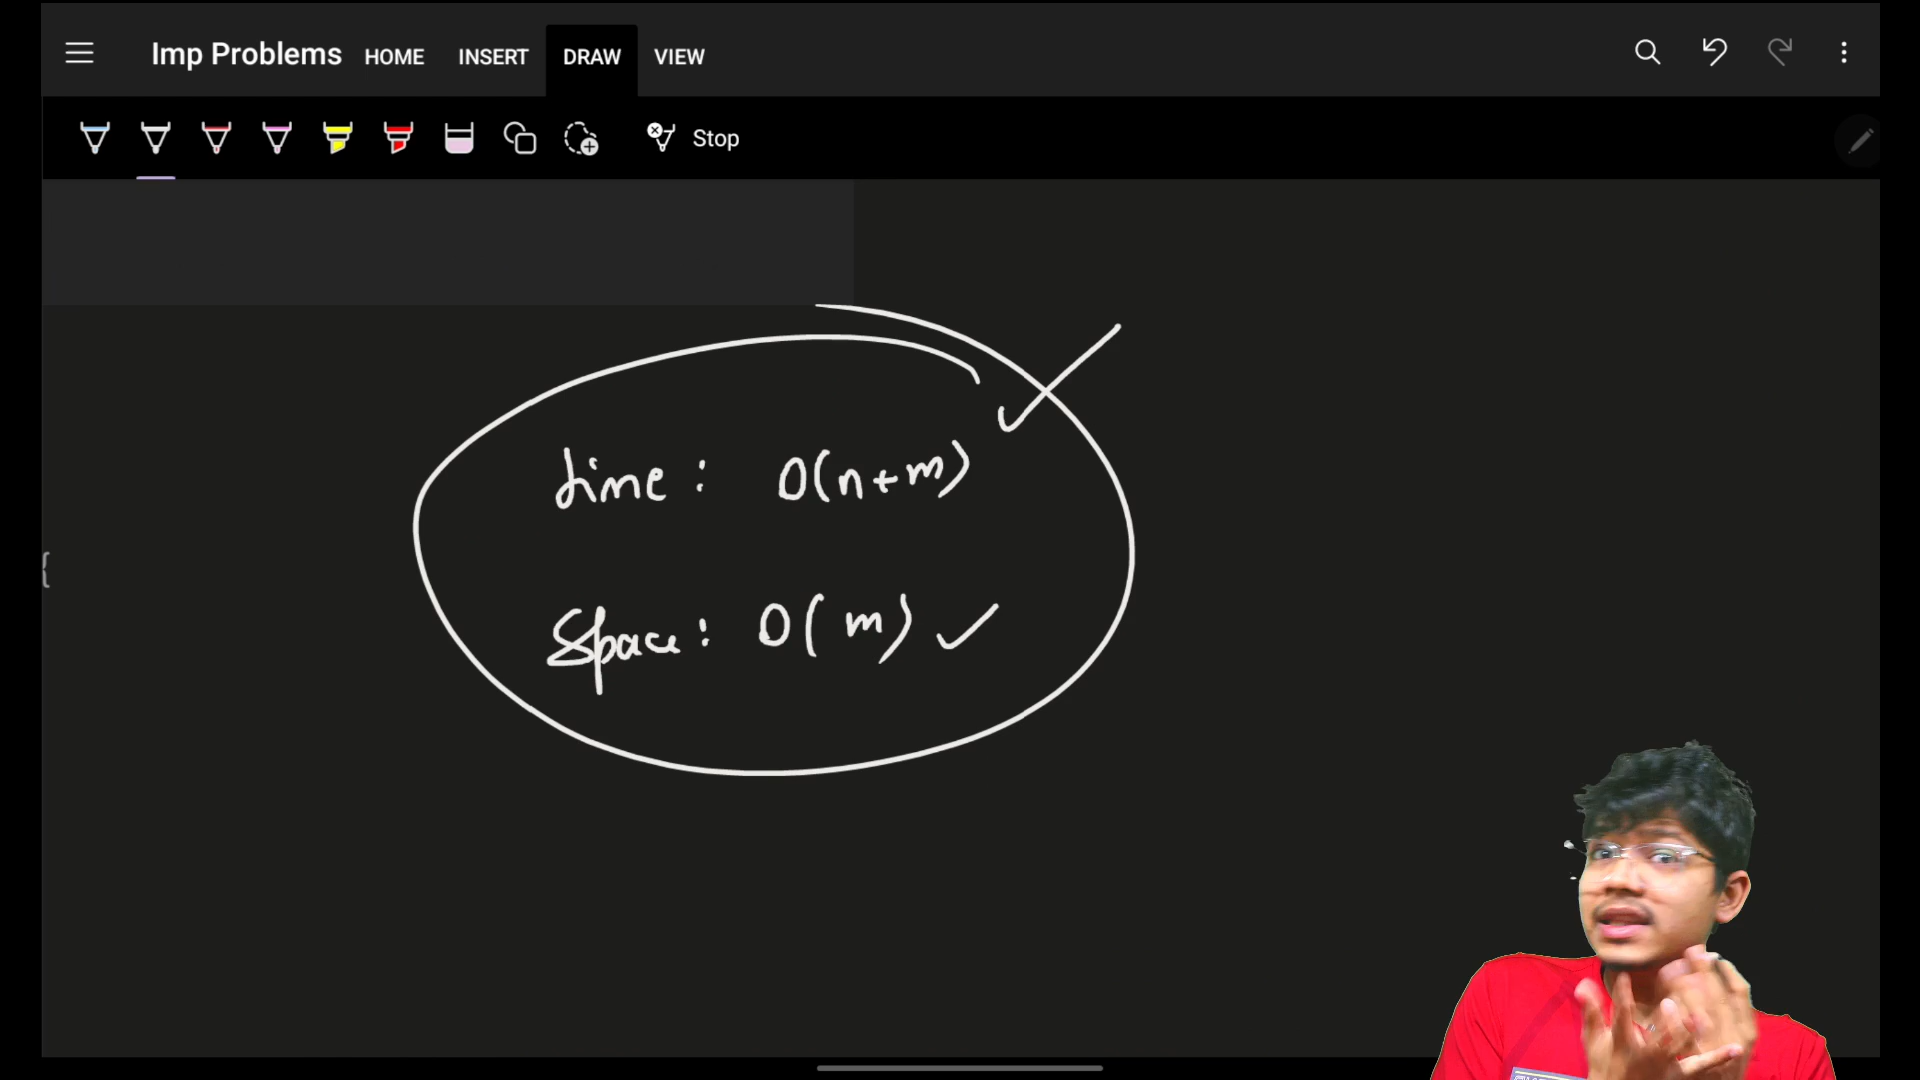 Imp Problems HOME INSERT DRAW VIEW
Stop
time : O(n+m)
{
Space : O( m)